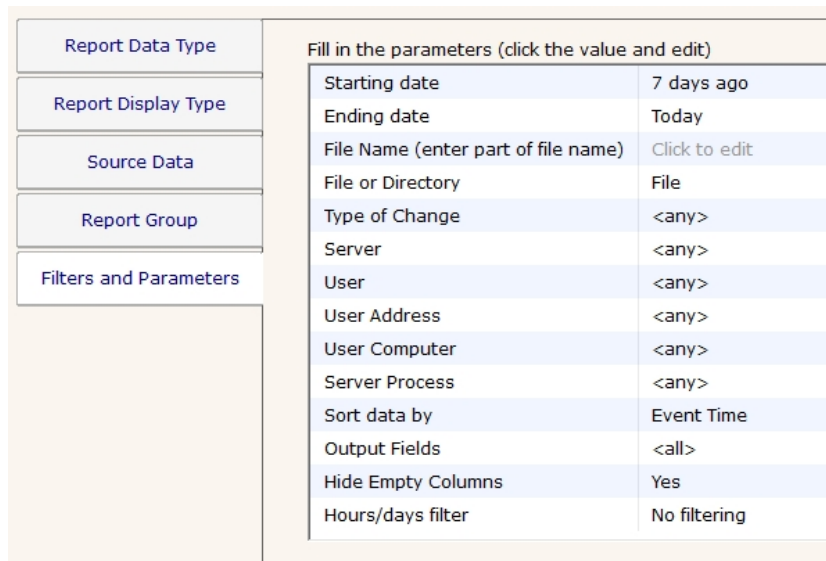 Report Data Type
Report Display Type
Source Data
Report Group
Filters and Parameters
Fill in the parameters (click the value and edit)
Starting date 7 days ago
Ending date Today
File Name (enter part of file name) Click to edit
File or Directory File
Type of Change <any>
Server <any>
User <any>
User Address <any>
User Computer <any>
Server Process <any>
Sort data by Event Time
Output Fields <all>
Hide Empty Columns Yes
Hours/days filter No filtering